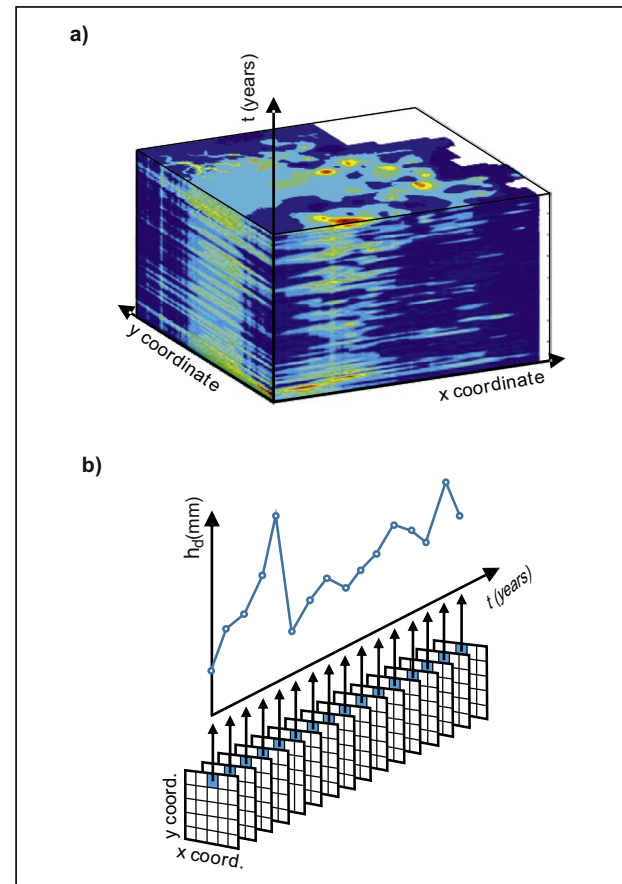 a)
t (years)
y coordinate
x coordinate
b)
h_d(mm)
t (years)
y coord.
x coord.